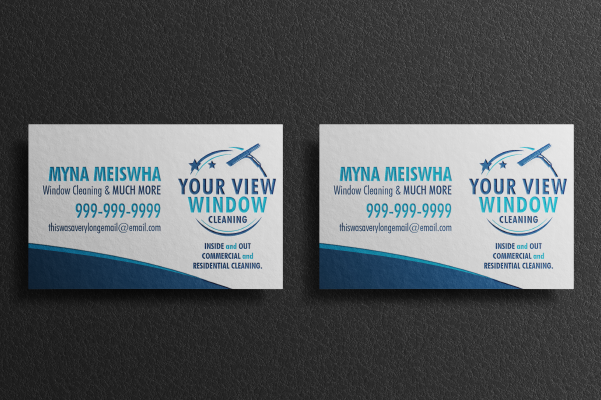 MYNA MEISWHA
Window Cleaning & MUCH MORE
999-999-9999
thiswasaverylongemail@email.com
YOUR VIEW
WINDOW
CLEANING
INSIDE and OUT
COMMERCIAL and
RESIDENTIAL CLEANING.
MYNA MEISWHA
Window Cleaning & MUCH MORE
999-999-9999
thiswasaverylongemail@email.com
YOUR VIEW
WINDOW
CLEANING
INSIDE and OUT
COMMERCIAL and
RESIDENTIAL CLEANING.